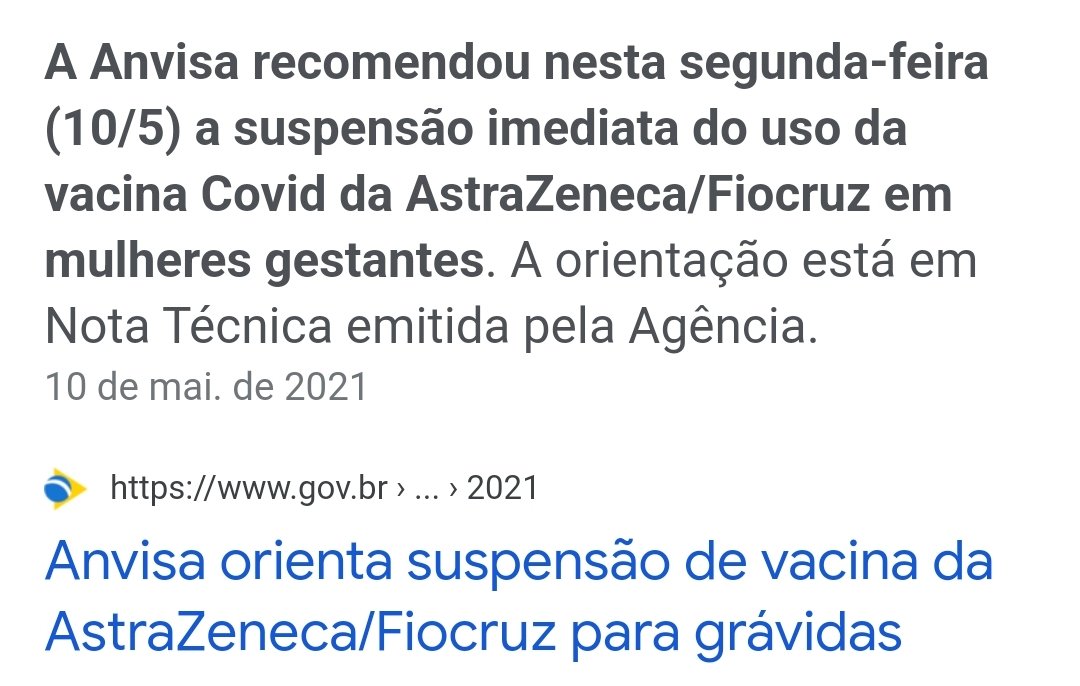 A Anvisa recomendou nesta segunda-feira
(10/5) a suspensão imediata do uso da
vacina Covid da AstraZeneca/Fiocruz em
mulheres gestantes. A orientação está em
Nota Técnica emitida pela Agência.
10 de mai. de 2021
https://www.gov.br › ... › 2021
Anvisa orienta suspensão de vacina da
AstraZeneca/Fiocruz para grávidas